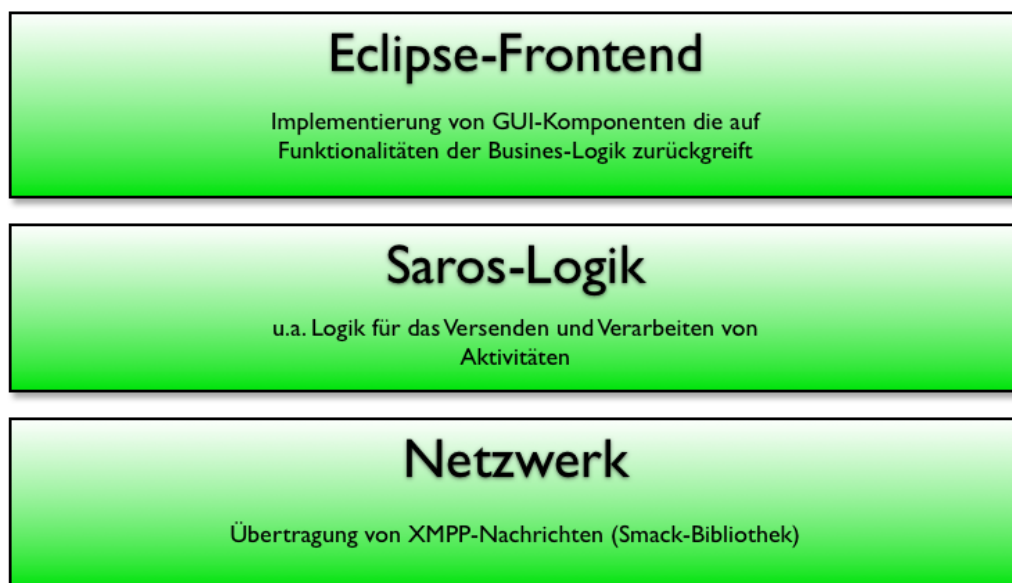 Eclipse-Frontend
Implementierung von GUI-Komponenten die auf
Funktionalitäten der Busines-Logik zurückgreift
Saros-Logik
u.a. Logik für das Versenden und Verarbeiten von
Aktivitäten
Netzwerk
Übertragung von XMPP-Nachrichten (Smack-Bibliothek)